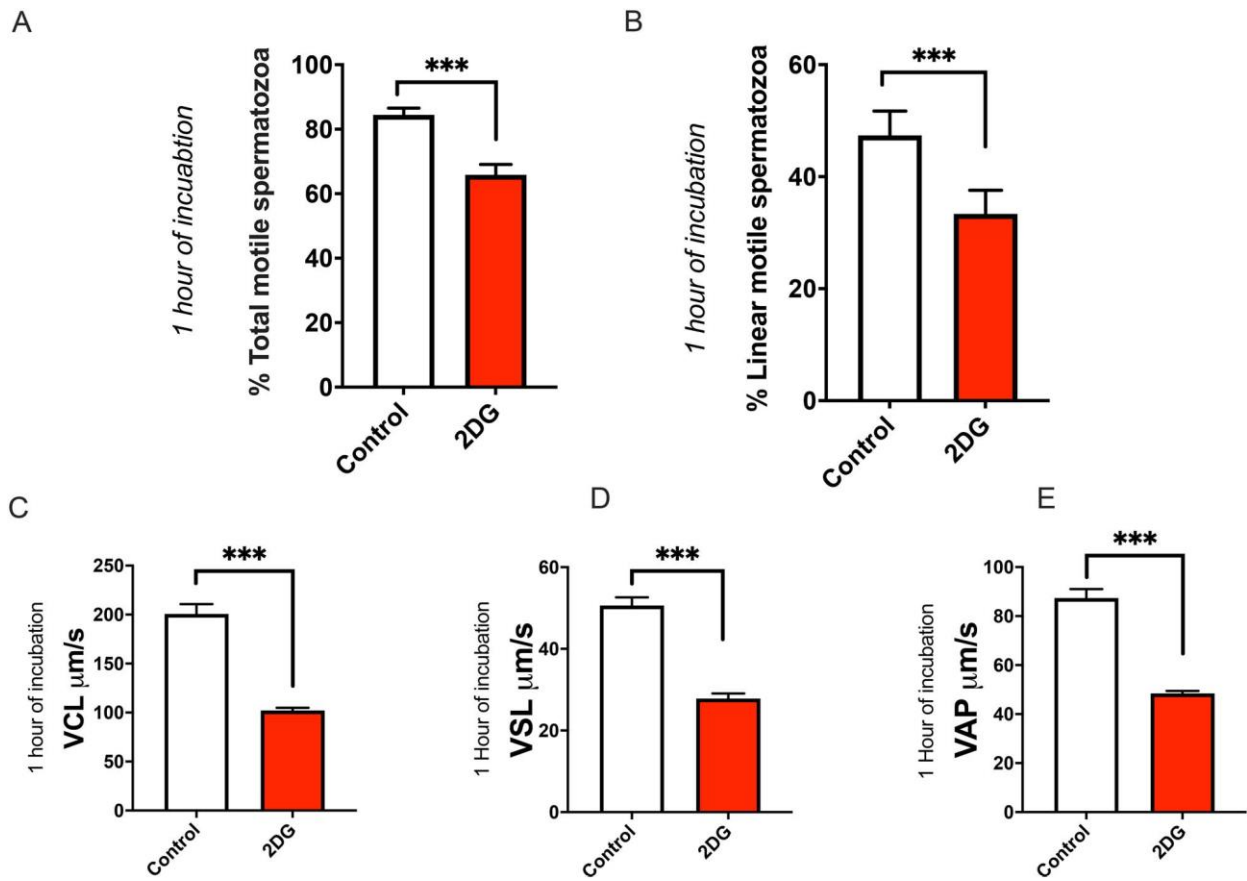 A
1 hour of incuabtion
% Total motile spermatozoa
100
80
60
40
20
0
***
Control
2DG
B
1 hour of incubation
% Linear motile spermatozoa
60
40
20
0
***
Control
2DG
C
1 hour of incubation
VCL μm/s
250
200
150
100
50
0
***
Control
2DG
D
1 Hour of incubation
VSL μm/s
60
40
20
0
***
Control
2DG
E
1 Hour of incubation
VAP μm/s
100
80
60
40
20
0
***
Control
2DG